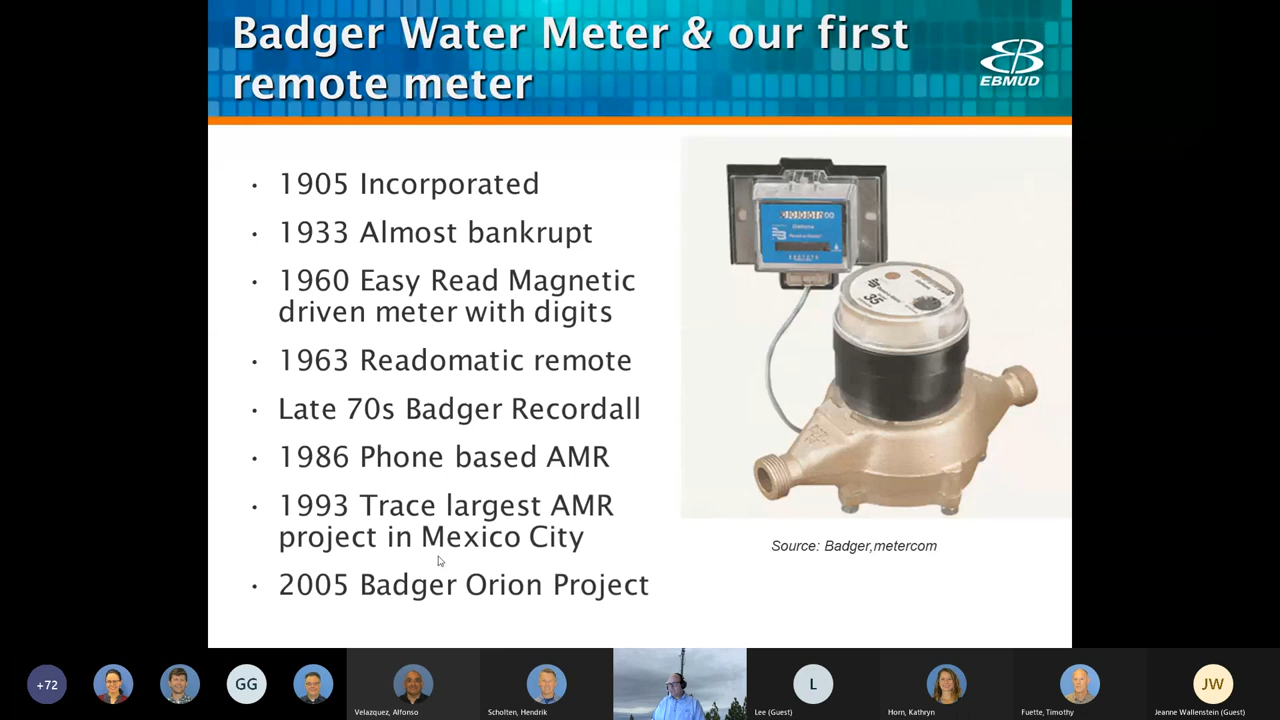 Badger Water Meter & our first
remote meter
EBMUD
· 1905 Incorporated
· 1933 Almost bankrupt
· 1960 Easy Read Magnetic
driven meter with digits
· 1963 Readomatic remote
· Late 70s Badger Recordall
· 1986 Phone based AMR
· 1993 Trace largest AMR
project in Mexico City
· 2005 Badger Orion Project
35
Source: Badger,metercom
+72
GG
L
JW
Velazquez, Alfonso
Scholten, Hendrik
Lee (Guest)
Horn, Kathryn
Fuette, Timothy
Jeanne Wallenstein (Guest)